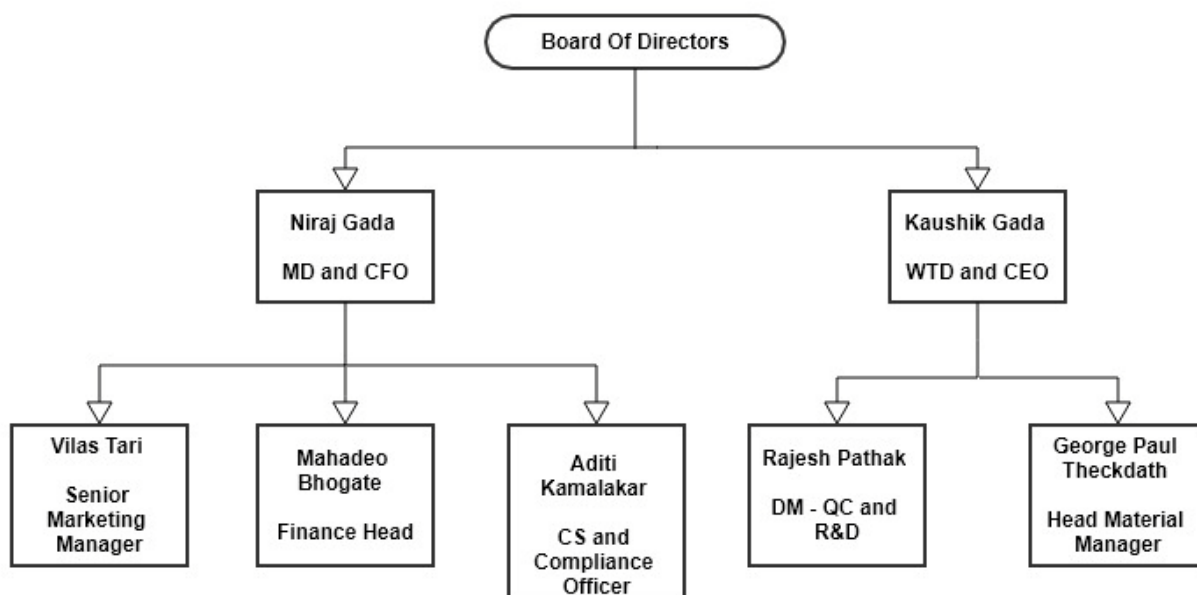 Board Of Directors
Niraj Gada
MD and CFO
Kaushik Gada
WTD and CEO
Vilas Tari
Senior
Marketing
Manager
Mahadeo
Bhogate
Finance Head
Aditi
Kamalakar
CS and
Compliance
Officer
Rajesh Pathak
DM - QC and
R&D
George Paul
Theckdath
Head Material
Manager